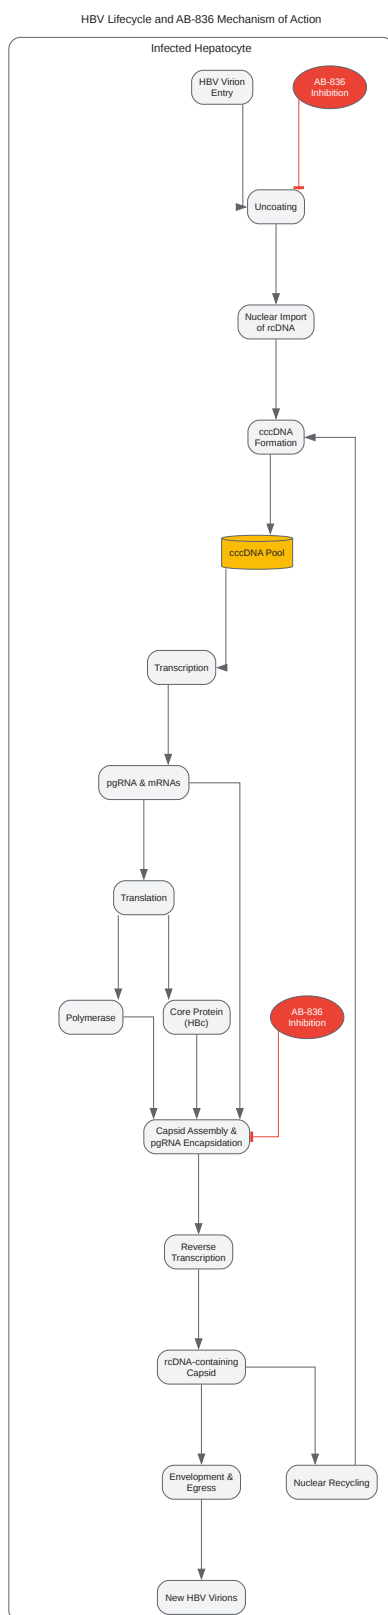 HBV Lifecycle and AB-836 Mechanism of Action
Infected Hepatocyte
HBV Virion
Entry
AB-836
Inhibition
Uncoating
Nuclear Import
of rcDNA
cccDNA
Formation
cccDNA Pool
Transcription
pgRNA & mRNAs
Translation
Polymerase
Core Protein
(HBc)
AB-836
Inhibition
Capsid Assembly &
pgRNA Encapsidation
Reverse
Transcription
rcDNA-containing
Capsid
Envelopment &
Egress
Nuclear Recycling
New HBV Virions